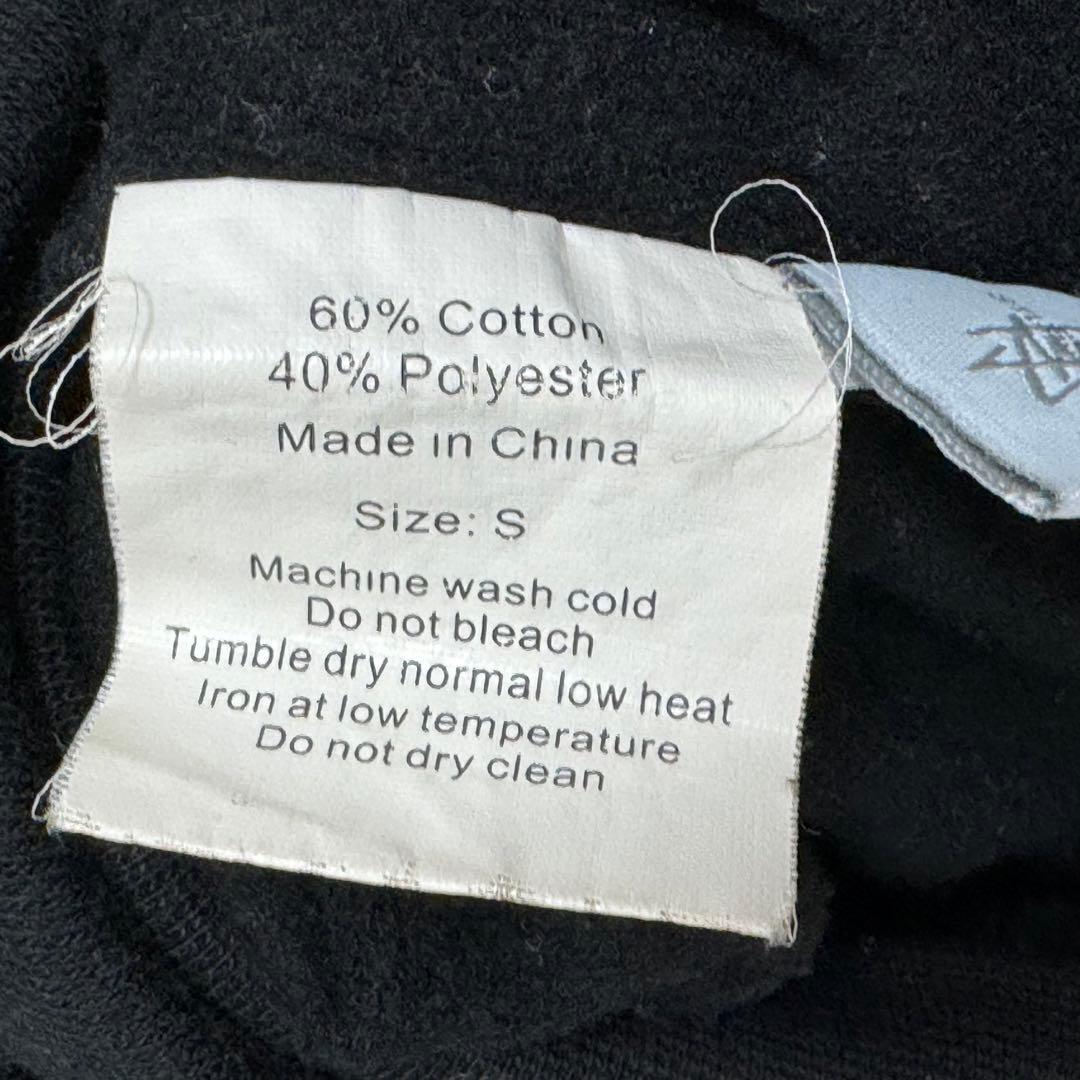 60% Cotton
40% Polyester
Made in China
Size: S
Machine wash cold
Do not bleach
Tumble dry normal low heat
Iron at low temperature
Do not dry clean